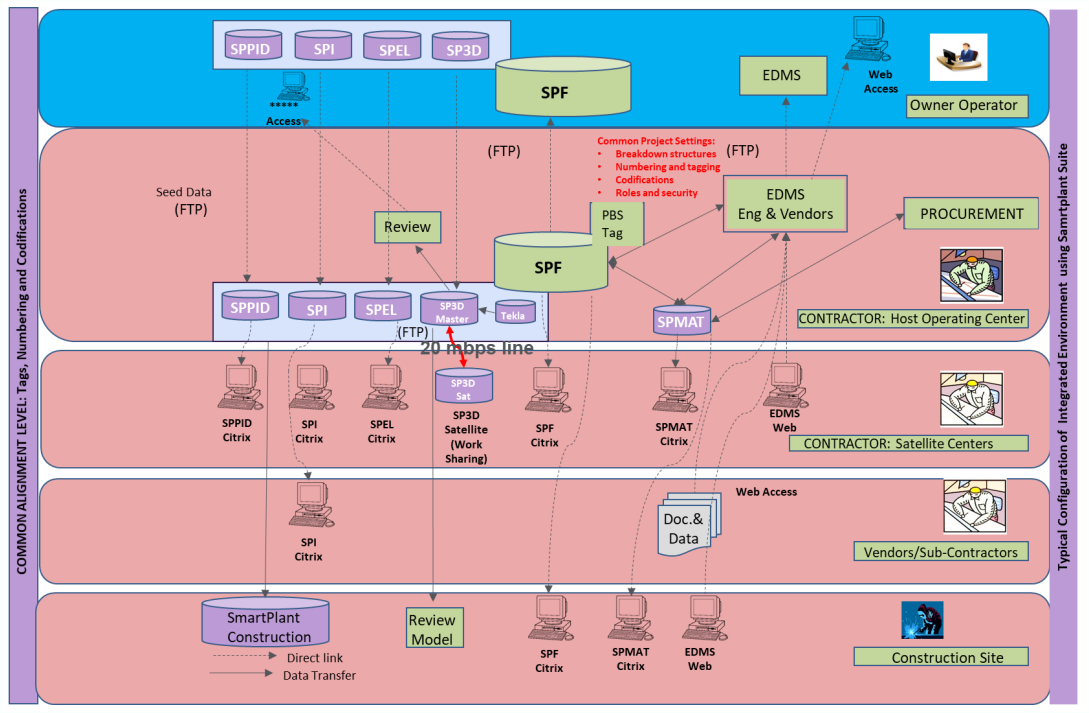 COMMON ALIGNMENT LEVEL: Tags, Numbering and Codifications
Typical Configuration of Integrated Environment using Samrtplant Suite
SPPID
SPI
SPEL
SP3D
SPF
EDMS
Web
Access
Owner Operator
*****
Access
(FTP)
Common Project Settings:
• Breakdown structures
• Numbering and tagging
• Codifications
• Roles and security
(FTP)
Seed Data
(FTP)
Review
PBS
Tag
SPF
EDMS
Eng & Vendors
PROCUREMENT
SPPID
SPI
SPEL
SP3D
Master
Tekla
(FTP)
SPMAT
CONTRACTOR: Host Operating Center
20 mbps line
SP3D
Sat
SPPID
Citrix
SPI
Citrix
SPEL
Citrix
SP3D
Satellite
(Work
Sharing)
SPF
Citrix
SPMAT
Citrix
EDMS
Web
CONTRACTOR: Satellite Centers
SPI
Citrix
Doc.&
Data
Web Access
Vendors/Sub-Contractors
SmartPlant
Construction
Direct link
Data Transfer
Review
Model
SPF
Citrix
SPMAT
Citrix
EDMS
Web
Construction Site